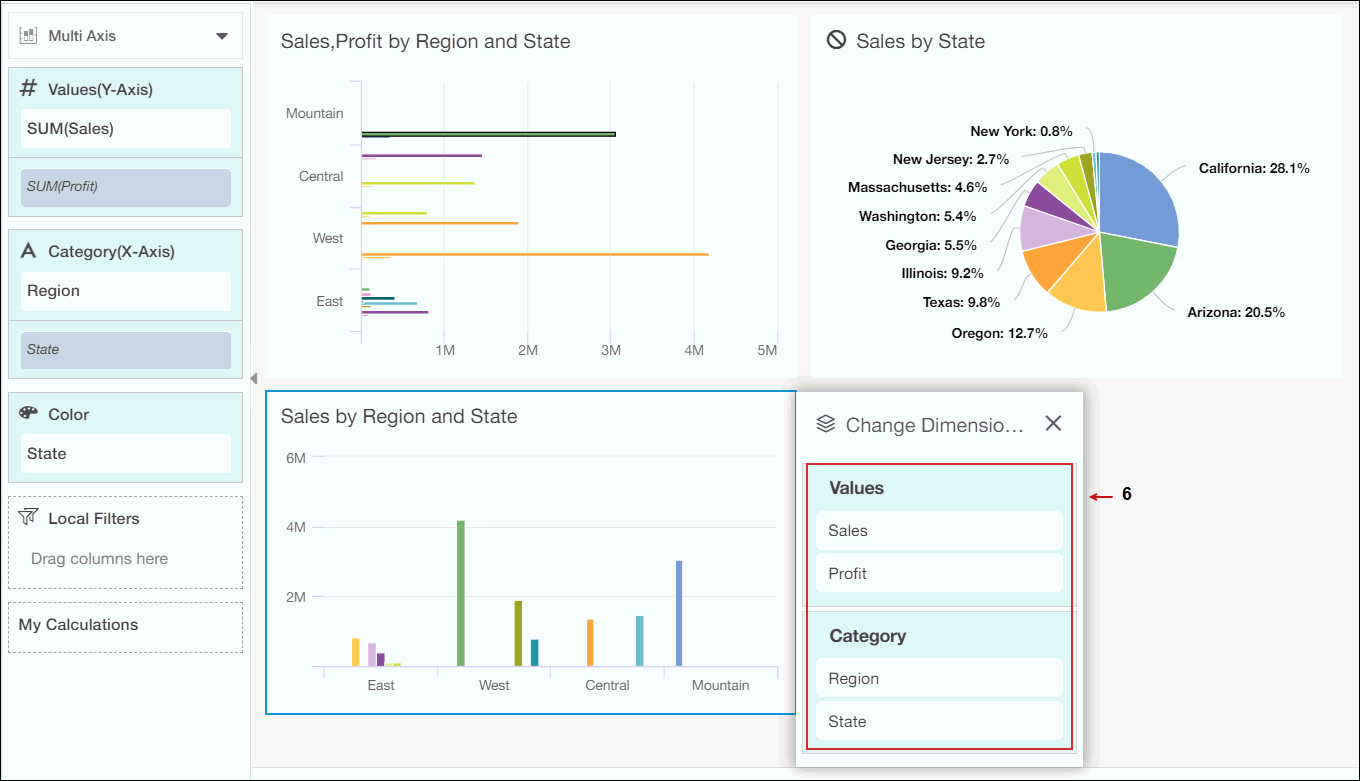 Multi Axis
# Values(Y-Axis)
SUM(Sales)
SUM(Profit)
A Category(X-Axis)
Region
State
Color
State
Local Filters
Drag columns here
My Calculations
Sales,Profit by Region and State
Mountain
Central
West
East
1M 2M 3M 4M 5M
Sales by State
New York: 0.8%
New Jersey: 2.7%
Massachusetts: 4.6%
Washington: 5.4%
Georgia: 5.5%
Illinois: 9.2%
Texas: 9.8%
Oregon: 12.7%
California: 28.1%
Arizona: 20.5%
Sales by Region and State
6M
4M
2M
East West Central Mountain
Change Dimensio...
Values
Sales
Profit
Category
Region
State
6